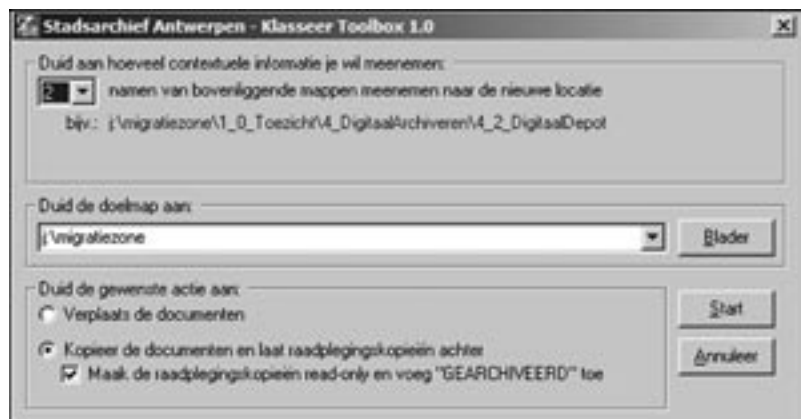 Stadsarchief Antwerpen - Klasseer Toolbox 1.0
Duid aan hoeveel contextuele informatie je wil meenemen:
2 namen van bovenliggende mappen meenemen naar de nieuwe locatie
bijv.: j:\migratiezone\1_0_Toezicht\4_DigitaalArchiveren\4_2_DigitaalDepot
Duid de doelmap aan:
j:\migratiezone
Blader
Duid de gewenste actie aan:
Verplaats de documenten
Start
Kopieer de documenten en laat raadplegingskopieën achter
Annuleer
Maak de raadplegingskopieën read-only en voeg "GEARCHIVEERD" toe